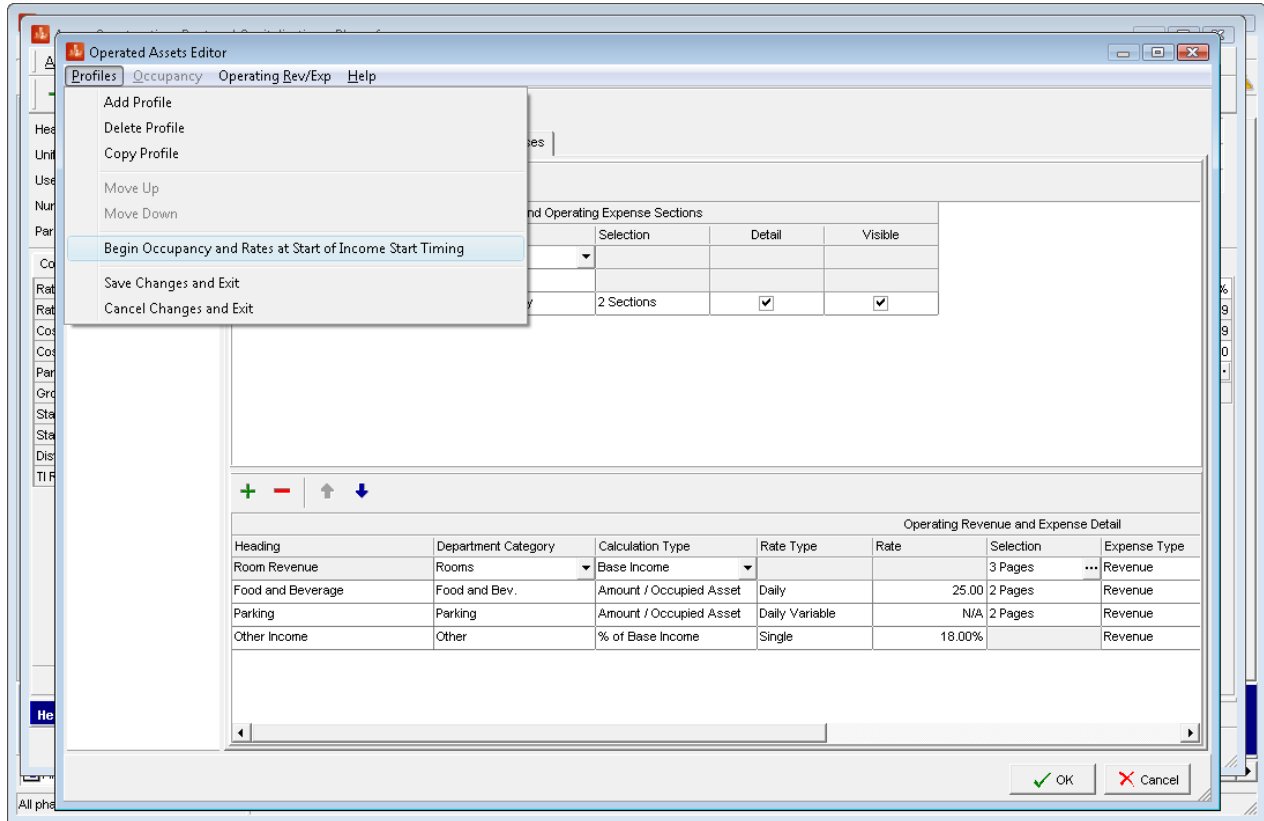 Operated Assets Editor
Profiles Occupancy Operating Rev/Exp Help
Add Profile
Delete Profile
Copy Profile
Move Up
Move Down
Begin Occupancy and Rates at Start of Income Start Timing
Save Changes and Exit
Cancel Changes and Exit
nd Operating Expense Sections
Selection Detail Visible
2 Sections
Operating Revenue and Expense Detail
Heading Department Category Calculation Type Rate Type Rate Selection Expense Type
Room Revenue Rooms Base Income 3 Pages ... Revenue
Food and Beverage Food and Bev. Amount / Occupied Asset Daily 25.00 2 Pages Revenue
Parking Parking Amount / Occupied Asset Daily Variable N/A 2 Pages Revenue
Other Income Other % of Base Income Single 18.00% Revenue
OK Cancel
All pha